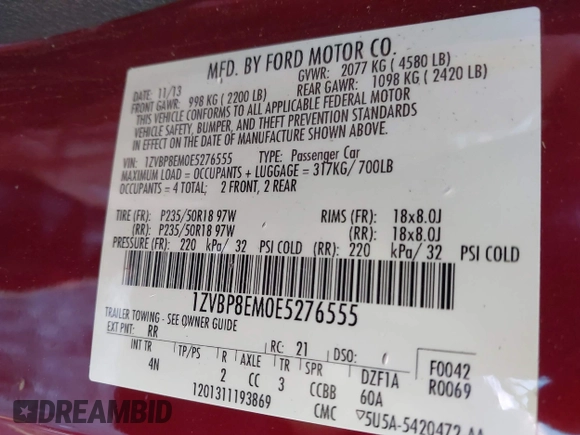 MFD. BY FORD MOTOR CO.
DATE: 11/13 GVWR: 2077 KG ( 4580 LB)
FRONT GAWR: 998 KG ( 2200 LB) REAR GAWR: 1098 KG ( 2420 LB)
THIS VEHICLE CONFORMS TO ALL APPLICABLE FEDERAL MOTOR
VEHICLE SAFETY, BUMPER, AND THEFT PREVENTION STANDARDS
IN EFFECT ON THE DATE OF MANUFACTURE SHOWN ABOVE.
VIN: 1ZVBP8EM0E5276555 TYPE: Passenger Car
MAXIMUM LOAD = OCCUPANTS + LUGGAGE = 317KG/ 700LB
OCCUPANTS = 4 TOTAL; 2 FRONT, 2 REAR
TIRE (FR): P235/50R18 97W RIMS (FR): 18x8.0J
(RR): P235/50R18 97W (RR): 18x8.0J
PRESSURE (FR): 220 kPa/ 32 PSI COLD (RR): 220 kPa/ 32 PSI COLD
1ZVBP8EM0E5276555
TRAILER TOWING - SEE OWNER GUIDE
EXT PNT: RR RC: 21 DSO: F0042
INT TR TP/PS R AXLE TR SPR DZF1A R0069
4N 2 CC 3 CCBB 60A
1201311193869 CMC ▽5U5A-5420472-AA
DREAMBID